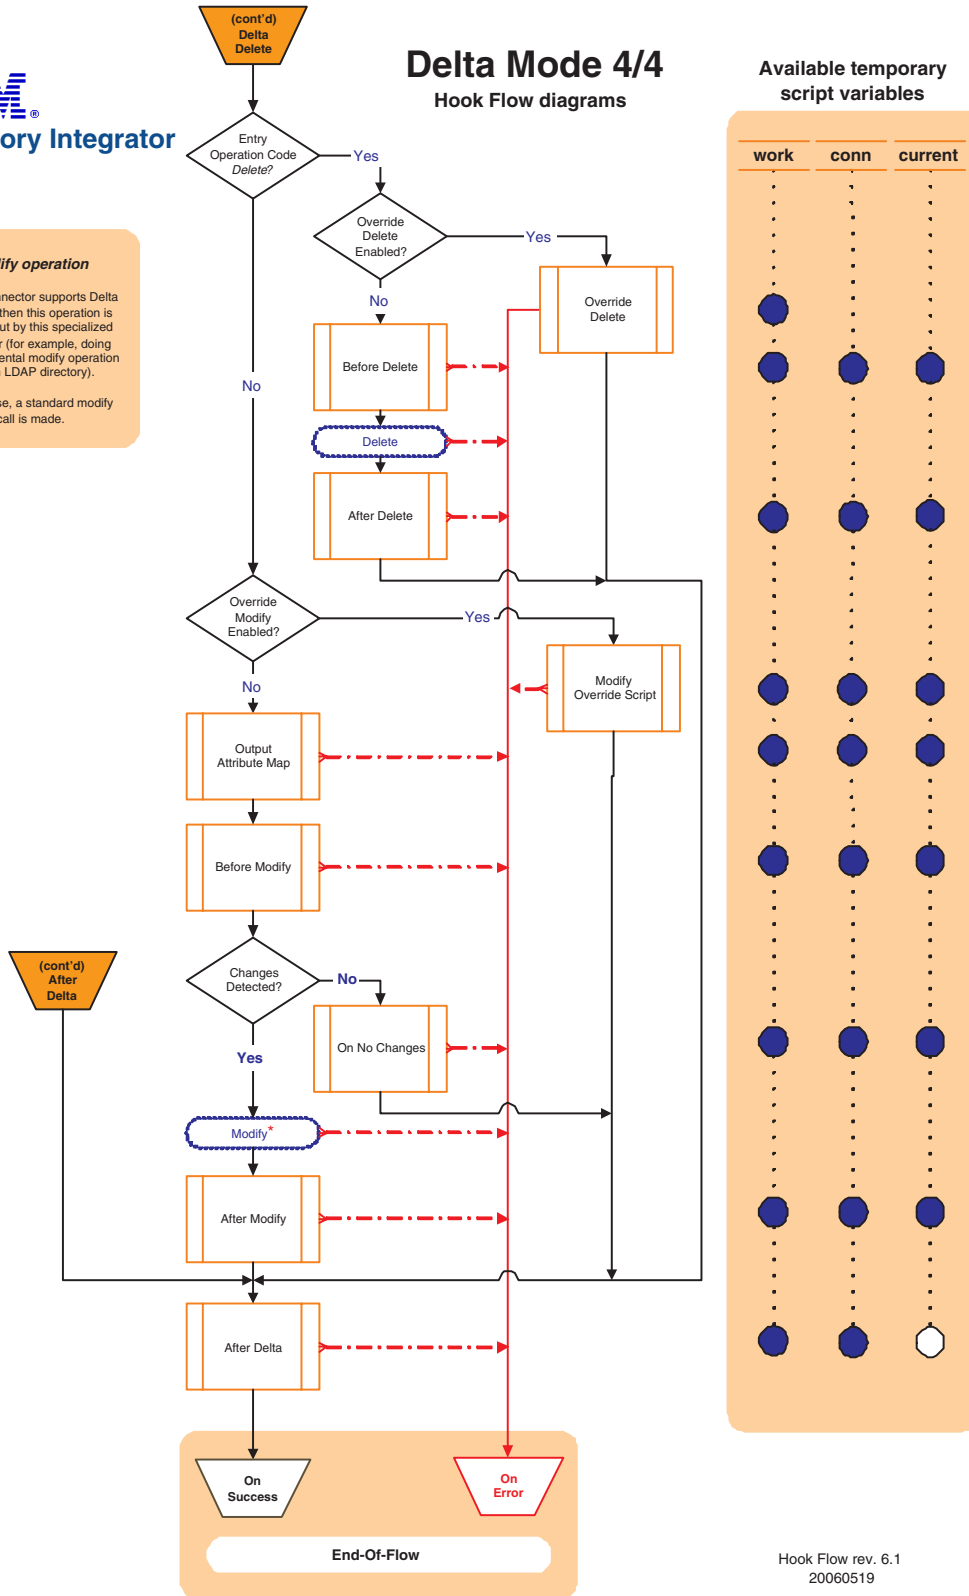 (cont'd)
Delta
Delete
Delta Mode 4/4
Hook Flow diagrams
Available temporary
script variables
M®
ory Integrator
work conn current
Entry
Operation Code
Delete?
Yes
Override
Delete
Enabled?
Yes
Override
Delete
No
Before Delete
Delete
After Delete
No
ify operation
nnector supports Delta
then this operation is
ut by this specialized
r (for example, doing
ental modify operation
LDAP directory).
se, a standard modify
call is made.
Override
Modify
Enabled?
Yes
Modify
Override Script
No
Output
Attribute Map
Before Modify
(cont'd)
After
Delta
Changes
Detected?
No
On No Changes
Yes
Modify*
After Modify
After Delta
On
Success
On
Error
End-Of-Flow
Hook Flow rev. 6.1
20060519